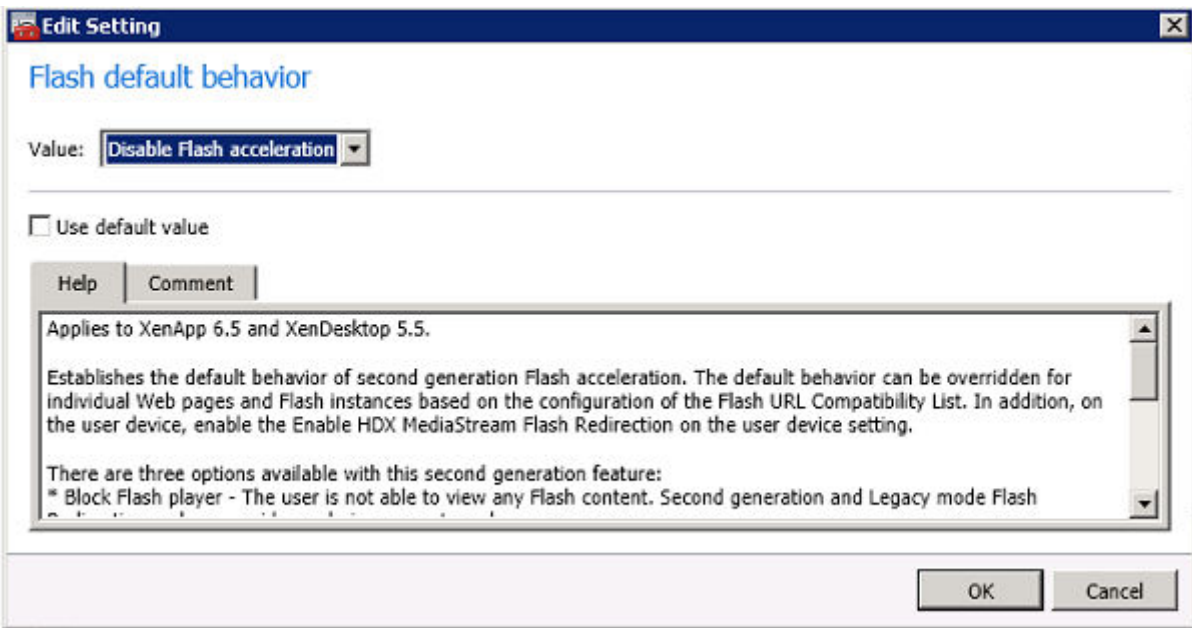 Edit Setting
Flash default behavior
Value: Disable Flash acceleration
Use default value
Help Comment
Applies to XenApp 6.5 and XenDesktop 5.5.
Establishes the default behavior of second generation Flash acceleration. The default behavior can be overridden for
individual Web pages and Flash instances based on the configuration of the Flash URL Compatibility List. In addition, on
the user device, enable the Enable HDX MediaStream Flash Redirection on the user device setting.
There are three options available with this second generation feature:
* Block Flash player - The user is not able to view any Flash content. Second generation and Legacy mode Flash
OK Cancel